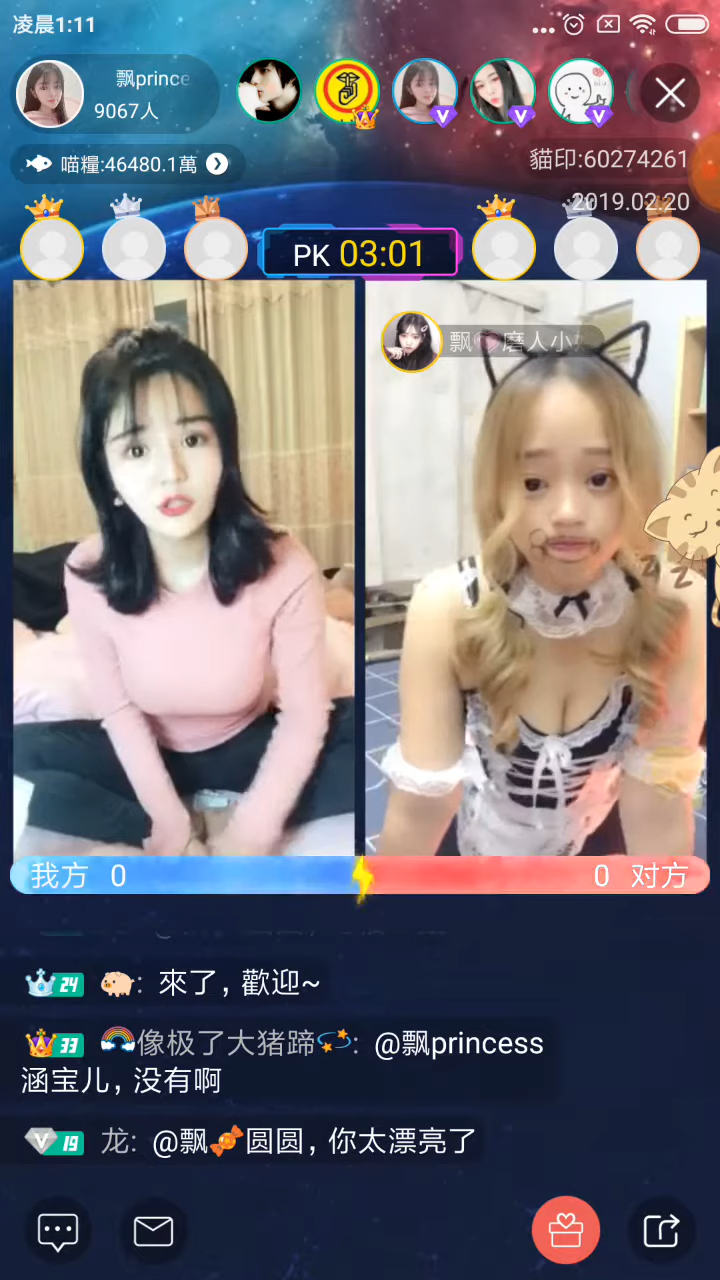 凌晨1:11
飘prince
9067人
喵糧:46480.1萬
貓印:60274261
2019.02.20
PK 03:01
飘 磨人小
我方 0
0 对方
24 : 來了,歡迎~
33 像极了大猪蹄 : @飘princess
涵宝儿,没有啊
V 19 龙: @飘 圆圆,你太漂亮了